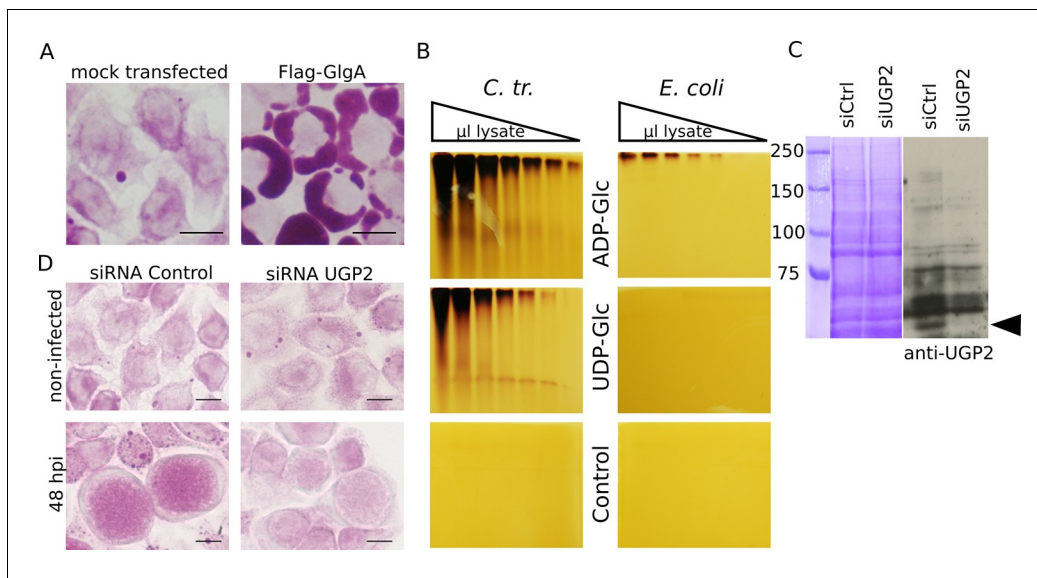 A
mock transfected
Flag-GlgA
B
C. tr.
E. coli
µl lysate
µl lysate
ADP-Glc
UDP-Glc
Control
C
siCtrl
siUGP2
siCtrl
siUGP2
250
150
100
75
anti-UGP2
D
siRNA Control
siRNA UGP2
non-infected
48 hpi